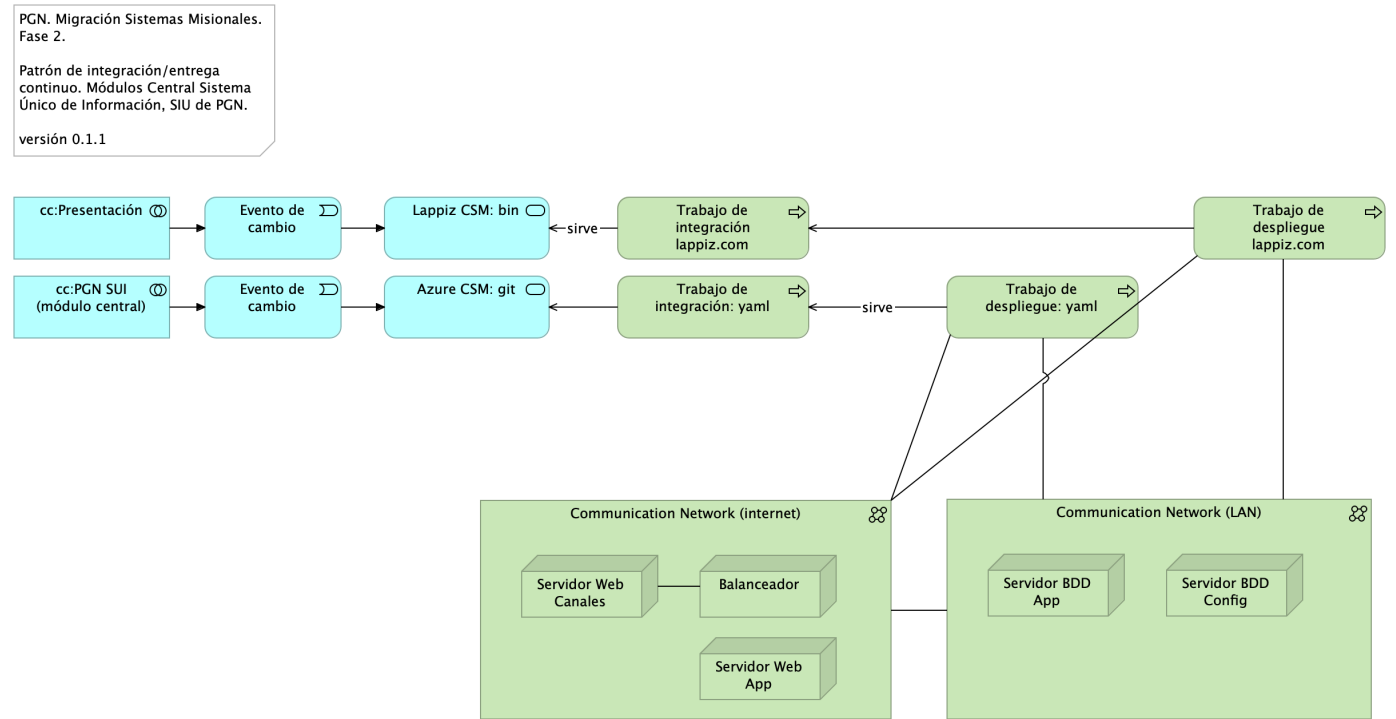 PGN. Migración Sistemas Misionales.
Fase 2.
Patrón de integración/entrega
continuo. Módulos Central Sistema
Único de Información, SIU de PGN.
versión 0.1.1
cc:Presentación
Evento de
cambio
Lappiz CSM: bin
sirve
Trabajo de
integración
lappiz.com
Trabajo de
despliegue
lappiz.com
cc:PGN SUI
(módulo central)
Evento de
cambio
Azure CSM: git
Trabajo de
integración: yaml
sirve
Trabajo de
despliegue: yaml
Communication Network (internet)
Servidor Web
Canales
Balanceador
Servidor Web
App
Communication Network (LAN)
Servidor BDD
App
Servidor BDD
Config